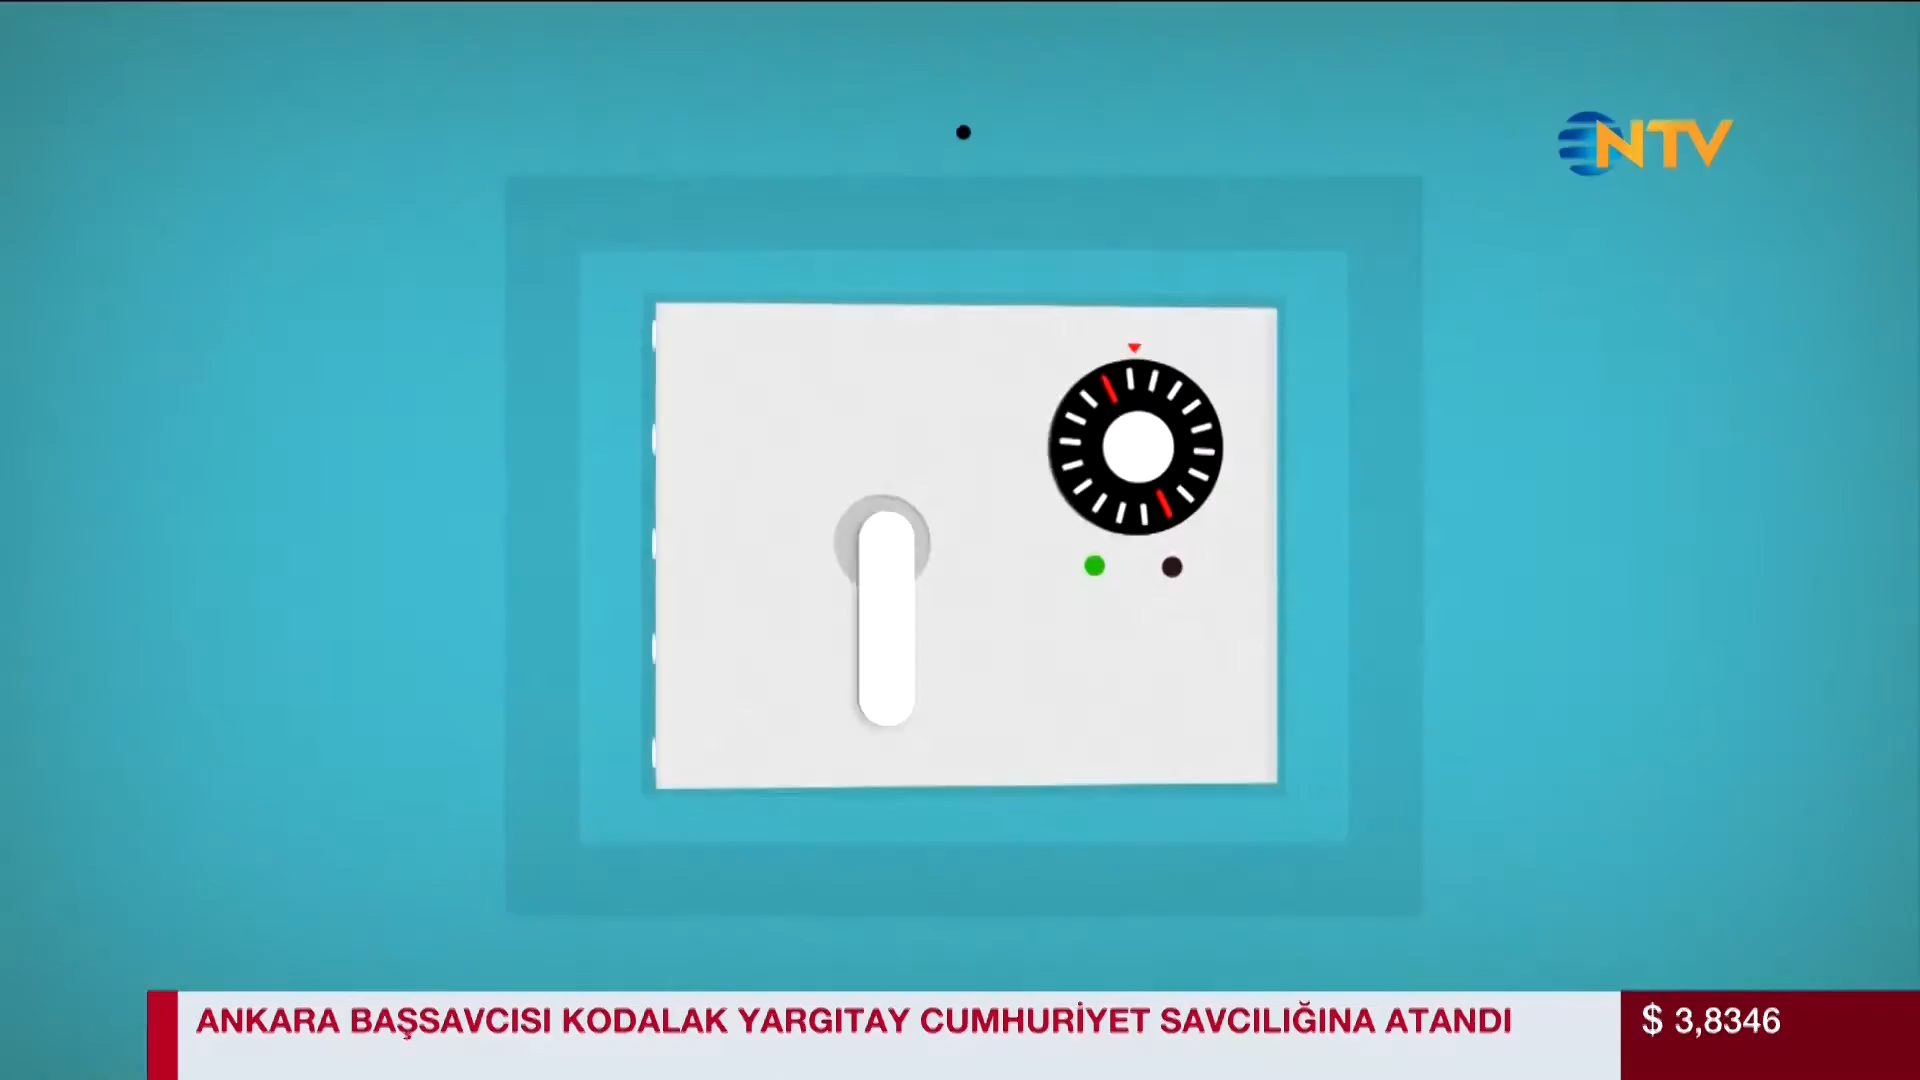 NTV
ANKARA BAŞSAVCISI KODALAK YARGITAY CUMHURİYET SAVCILIĞINA ATANDI
$ 3,8346